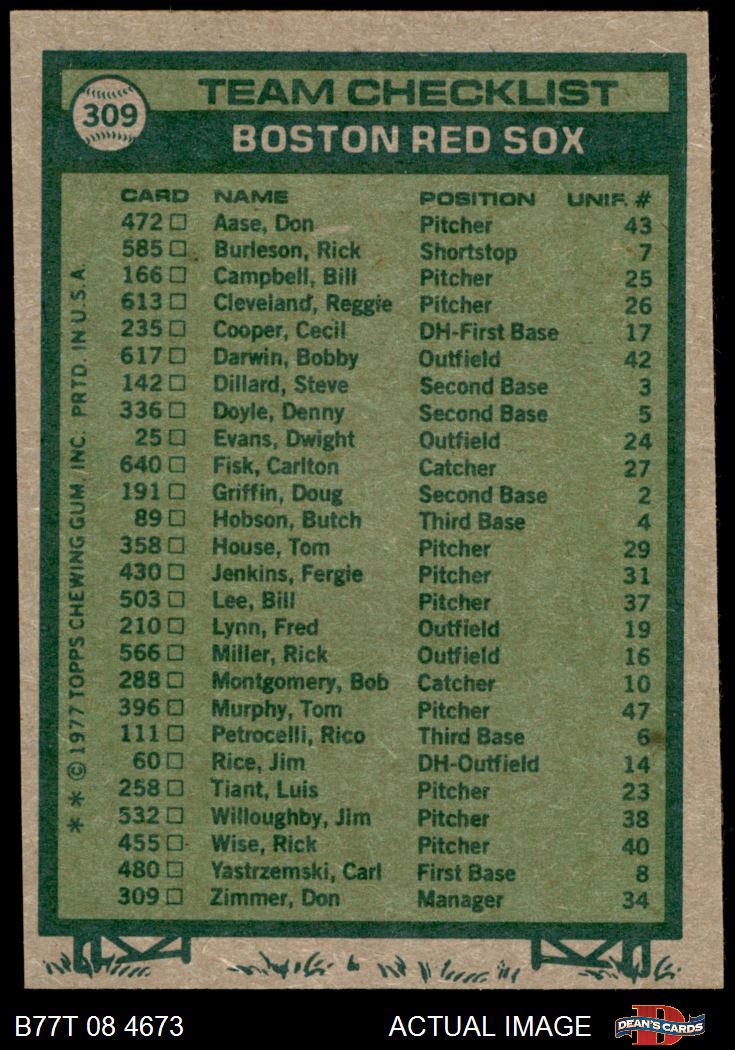 309
TEAM CHECKLIST
BOSTON RED SOX
CARD NAME POSITION UNIF. #
472 Aase, Don Pitcher 43
585 Burleson, Rick Shortstop 7
166 Campbell, Bill Pitcher 25
613 Cleveland, Reggie Pitcher 26
235 Cooper, Cecil DH-First Base 17
617 Darwin, Bobby Outfield 42
142 Dillard, Steve Second Base 3
336 Doyle, Denny Second Base 5
25 Evans, Dwight Outfield 24
640 Fisk, Carlton Catcher 27
191 Griffin, Doug Second Base 2
89 Hobson, Butch Third Base 4
358 House, Tom Pitcher 29
430 Jenkins, Fergie Pitcher 31
503 Lee, Bill Pitcher 37
210 Lynn, Fred Outfield 19
566 Miller, Rick Outfield 16
288 Montgomery, Bob Catcher 10
396 Murphy, Tom Pitcher 47
111 Petrocelli, Rico Third Base 6
60 Rice, Jim DH-Outfield 14
258 Tiant, Luis Pitcher 23
532 Willoughby, Jim Pitcher 38
455 Wise, Rick Pitcher 40
480 Yastrzemski, Carl First Base 8
309 Zimmer, Don Manager 34
* * © 1977 TOPPS CHEWING GUM, INC. PRTD. IN U.S.A.
B77T 08 4673 ACTUAL IMAGE D DEAN'S CARDS